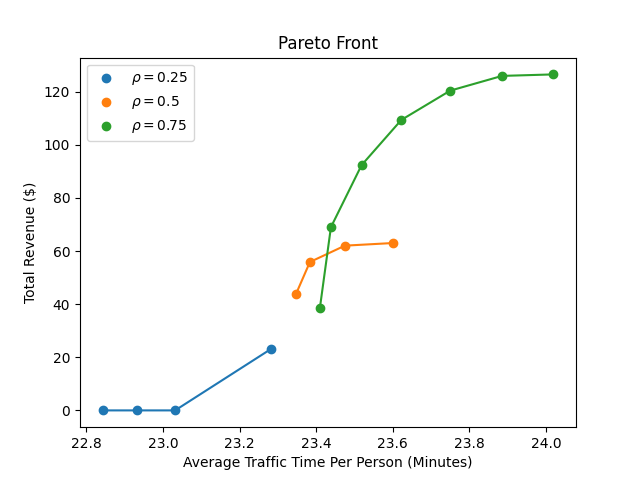 Pareto Front
ρ = 0.25
ρ = 0.5
ρ = 0.75
Total Revenue ($)
120
100
80
60
40
20
0
22.8 23.0 23.2 23.4 23.6 23.8 24.0
Average Traffic Time Per Person (Minutes)